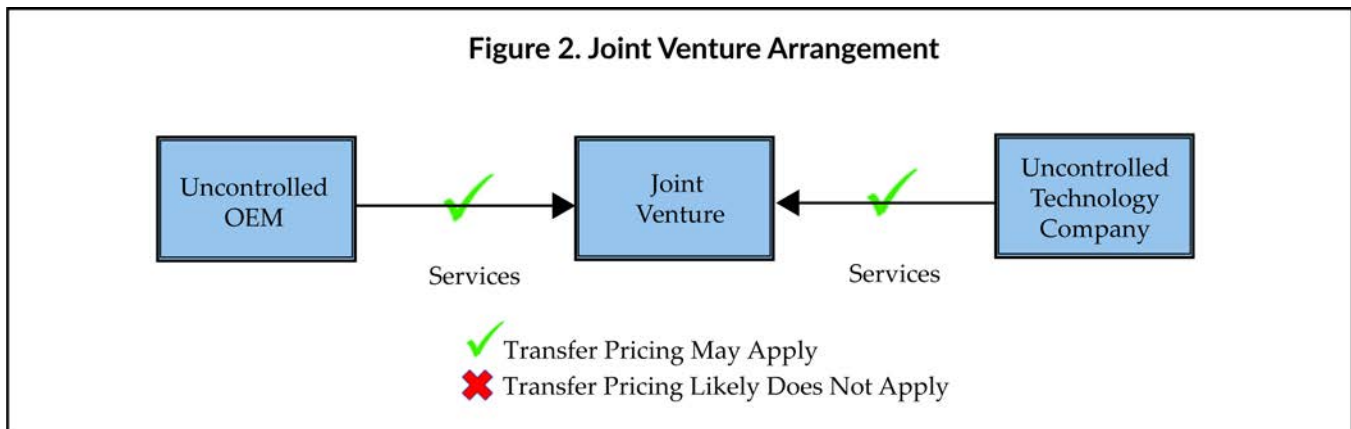 Figure 2. Joint Venture Arrangement
Uncontrolled
OEM
Services
Joint
Venture
Services
Uncontrolled
Technology
Company
Transfer Pricing May Apply
Transfer Pricing Likely Does Not Apply